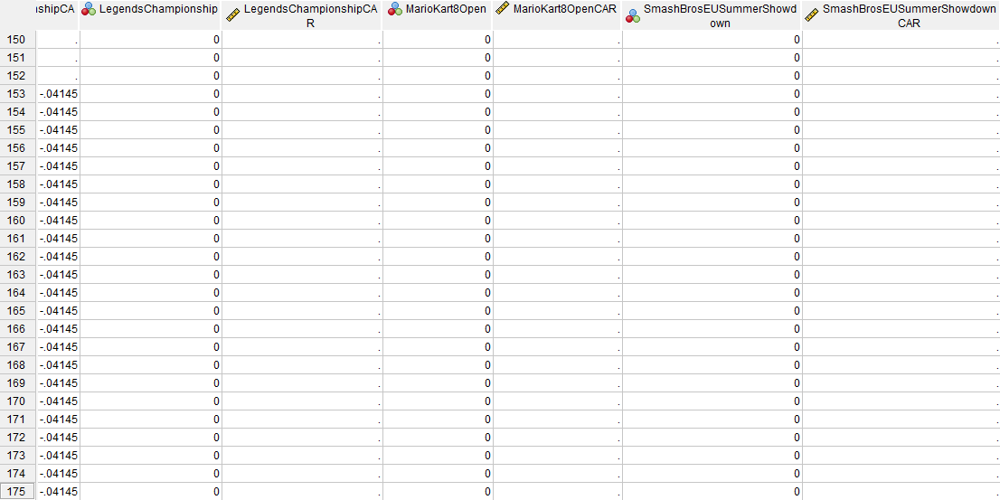 ıshipCA LegendsChampionship LegendsChampionshipCA
R MarioKart8Open MarioKart8OpenCAR SmashBrosEUSummerShowd
own SmashBrosEUSummerShowdown
CAR
150 . 0 . 0 . 0 .
151 . 0 . 0 . 0 .
152 . 0 . 0 . 0 .
153 -.04145 0 . 0 . 0 .
154 -.04145 0 . 0 . 0 .
155 -.04145 0 . 0 . 0 .
156 -.04145 0 . 0 . 0 .
157 -.04145 0 . 0 . 0 .
158 -.04145 0 . 0 . 0 .
159 -.04145 0 . 0 . 0 .
160 -.04145 0 . 0 . 0 .
161 -.04145 0 . 0 . 0 .
162 -.04145 0 . 0 . 0 .
163 -.04145 0 . 0 . 0 .
164 -.04145 0 . 0 . 0 .
165 -.04145 0 . 0 . 0 .
166 -.04145 0 . 0 . 0 .
167 -.04145 0 . 0 . 0 .
168 -.04145 0 . 0 . 0 .
169 -.04145 0 . 0 . 0 .
170 -.04145 0 . 0 . 0 .
171 -.04145 0 . 0 . 0 .
172 -.04145 0 . 0 . 0 .
173 -.04145 0 . 0 . 0 .
174 -.04145 0 . 0 . 0 .
175 -.04145 0 . 0 . 0 .